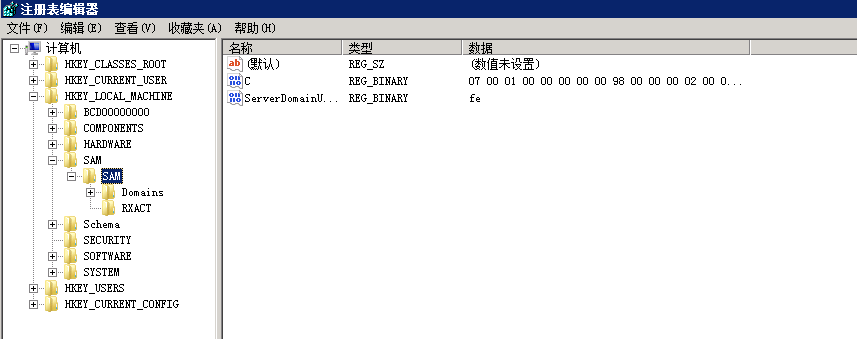 注册表编辑器
文件(F) 编辑(E) 查看(V) 收藏夹(A) 帮助(H)
计算机
HKEY_CLASSES_ROOT
HKEY_CURRENT_USER
HKEY_LOCAL_MACHINE
BCD00000000
COMPONENTS
HARDWARE
SAM
SAM
Domains
RXACT
Schema
SECURITY
SOFTWARE
SYSTEM
HKEY_USERS
HKEY_CURRENT_CONFIG
名称 类型 数据
(默认) REG_SZ (数值未设置)
C REG_BINARY 07 00 01 00 00 00 00 00 98 00 00 00 02 00 0...
ServerDomainU... REG_BINARY fe